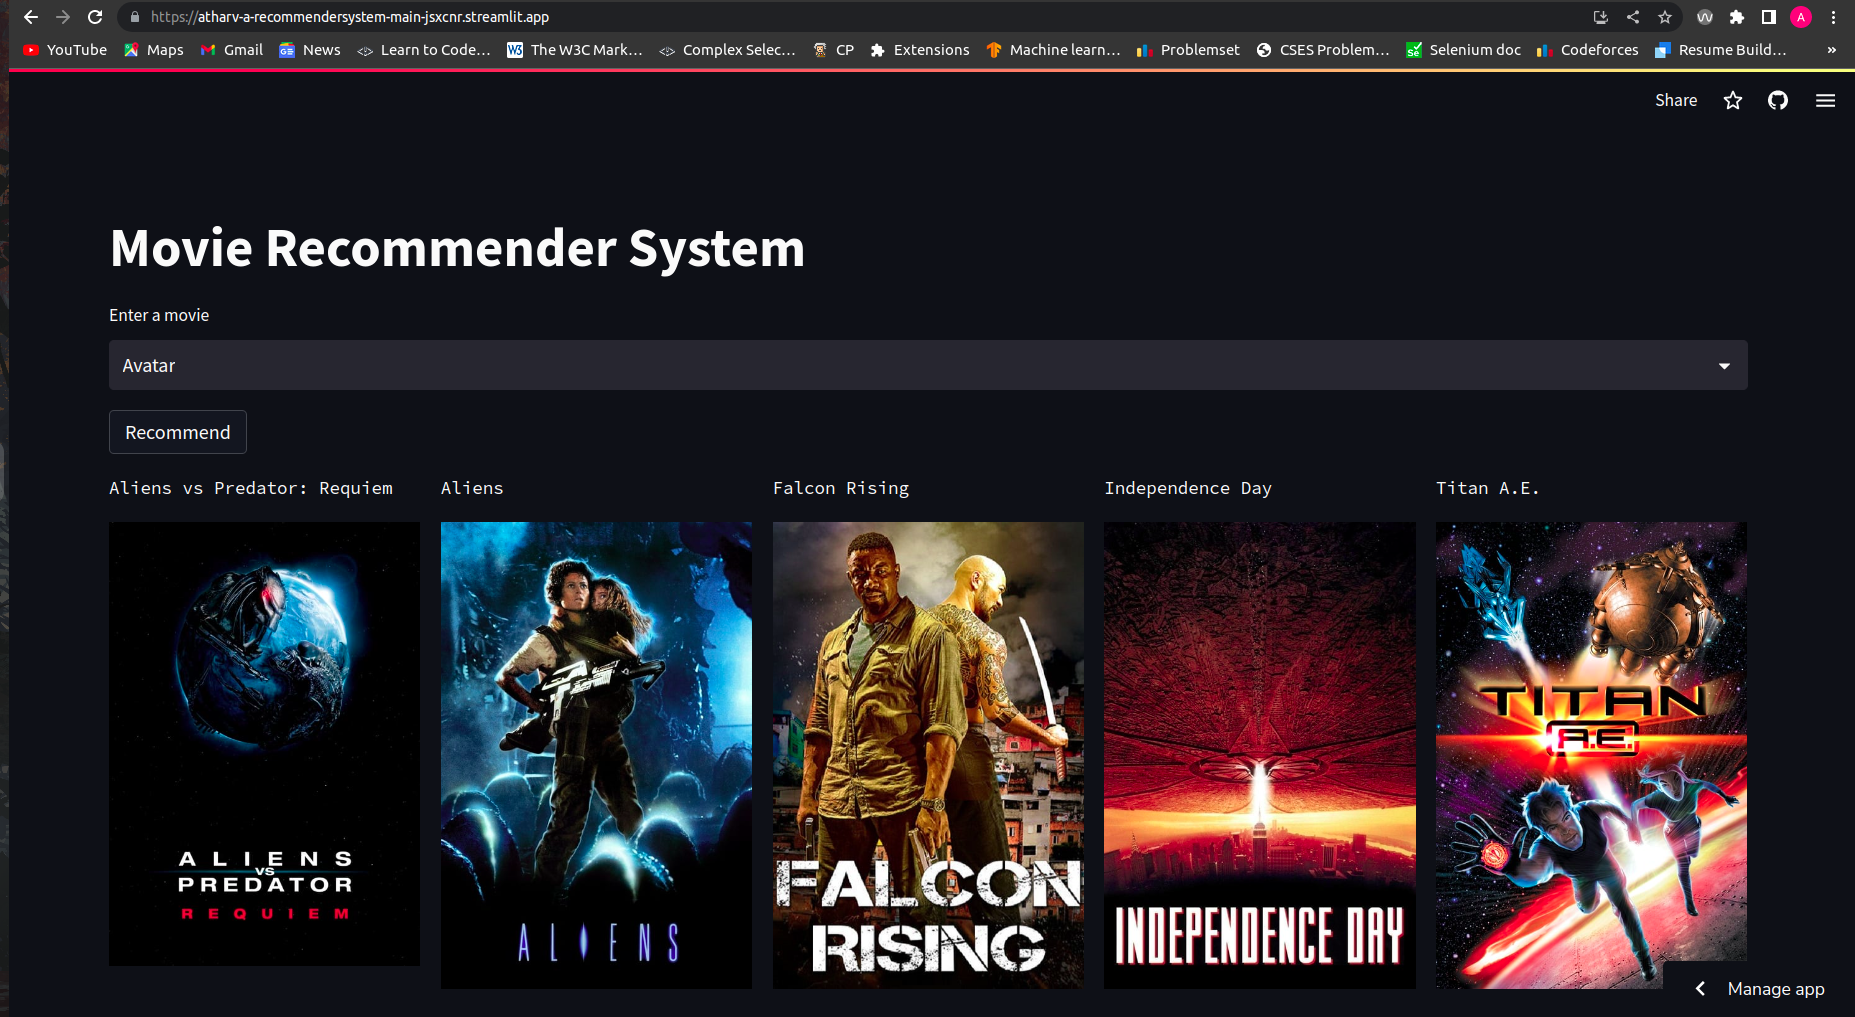 https://atharv-a-recommendersystem-main-jsxcnr.streamlit.app
A
YouTube Maps Gmail News Learn to Code... The W3C Mark... Complex Selec... CP Extensions Machine learn... Problemset CSES Problem... Selenium doc Codeforces Resume Build... »
Share
Movie Recommender System
Enter a movie
Avatar
Recommend
Aliens vs Predator: Requiem
Aliens
Falcon Rising
Independence Day
Titan A.E.
ALIENS
VS
PREDATOR
REQUIEM
ALIENS
FALCON
RISING
INDEPENDENCE DAY
TITAN
A.E.
Manage app